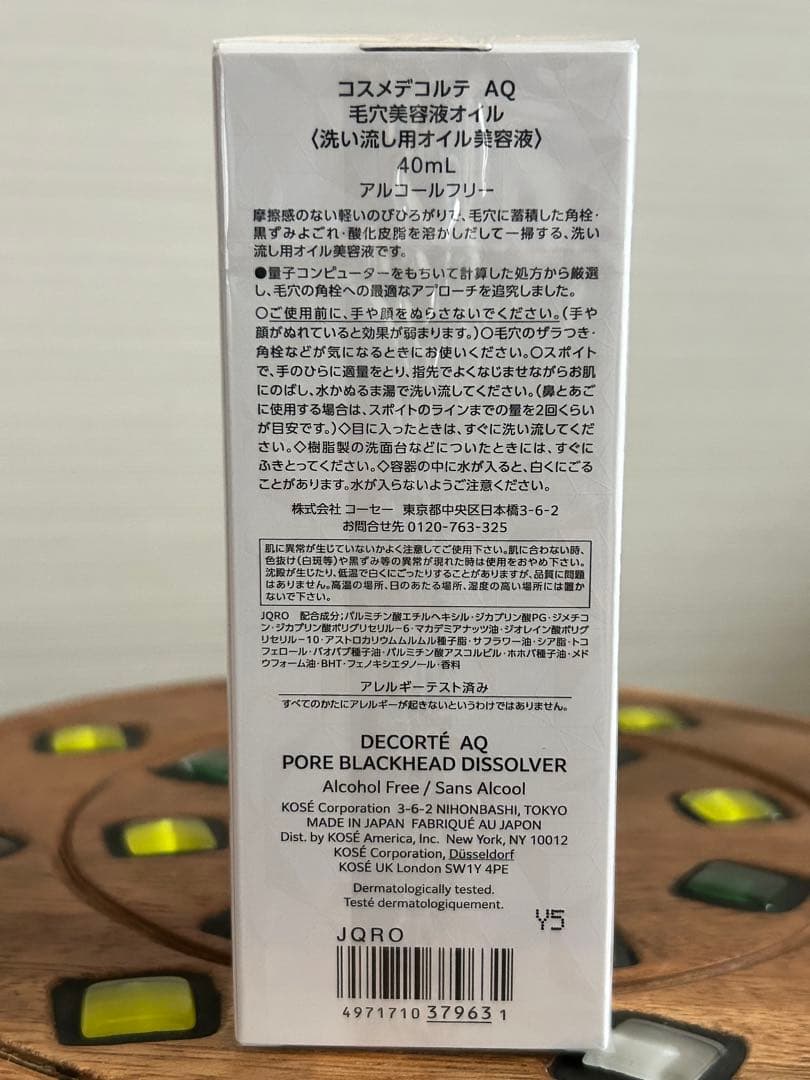 コスメデコルテ AQ
毛穴美容液オイル
〈洗い流し用オイル美容液〉
40mL
アルコールフリー
摩擦感のない軽いのびひろがりで、毛穴に蓄積した角栓・
黒ずみよごれ・酸化皮脂を溶かしだして一掃する、洗い
流し用オイル美容液です。
●量子コンピューターをもちいて計算した処方から厳選
し、毛穴の角栓への最適なアプローチを追究しました。
○ご使用前に、手や顔をぬらさないでください。(手や
顔がぬれていると効果が弱まります。)○毛穴のザラつき・
角栓などが気になるときにお使いください。○スポイト
で、手のひらに適量をとり、指先でよくなじませながらお肌
にのばし、水かぬるま湯で洗い流してください。(鼻とあご
に使用する場合は、スポイトのラインまでの量を2回くらい
が目安です。)◇目に入ったときは、すぐに洗い流してくだ
さい。◇樹脂製の洗面台などについたときには、すぐに
ふきとってください。◇容器の中に水が入ると、白くにごる
ことがあります。水が入らないようご注意ください。
株式会社 コーセー 東京都中央区日本橋3-6-2
お問合せ先 0120-763-325
肌に異常が生じていないかよく注意してご使用下さい。肌に合わない時、
色抜け(白斑等)や黒ずみ等の異常が現れた時は使用をおやめ下さい。
沈殿が生じたり、低温で白くにごったりすることがありますが、品質に問題
はありません。高温の場所、日のあたる場所、湿度の高い場所には置か
ないで下さい。
JQRO 配合成分;パルミチン酸エチルヘキシル・ジカプリン酸PG・ジメチコ
ン・ジカプリン酸ポリグリセリル-6・マカデミアナッツ油・ジオレイン酸ポリグ
リセリル-10・アストロカリウムムルムル種子脂・サフラワー油・シア脂・トコ
フェロール・バオバブ種子油・パルミチン酸アスコルビル・ホホバ種子油・メド
ウフォーム油・BHT・フェノキシエタノール・香料
アレルギーテスト済み
すべてのかたにアレルギーが起きないというわけではありません。
DECORTÉ AQ
PORE BLACKHEAD DISSOLVER
Alcohol Free / Sans Alcool
KOSÉ Corporation 3-6-2 NIHONBASHI, TOKYO
MADE IN JAPAN FABRIQUÉ AU JAPON
Dist. by KOSÉ America, Inc. New York, NY 10012
KOSÉ Corporation, Düsseldorf
KOSÉ UK London SW1Y 4PE
Dermatologically tested.
Testé dermatologiquement.
Y5
JQRO
4971710 37963 1